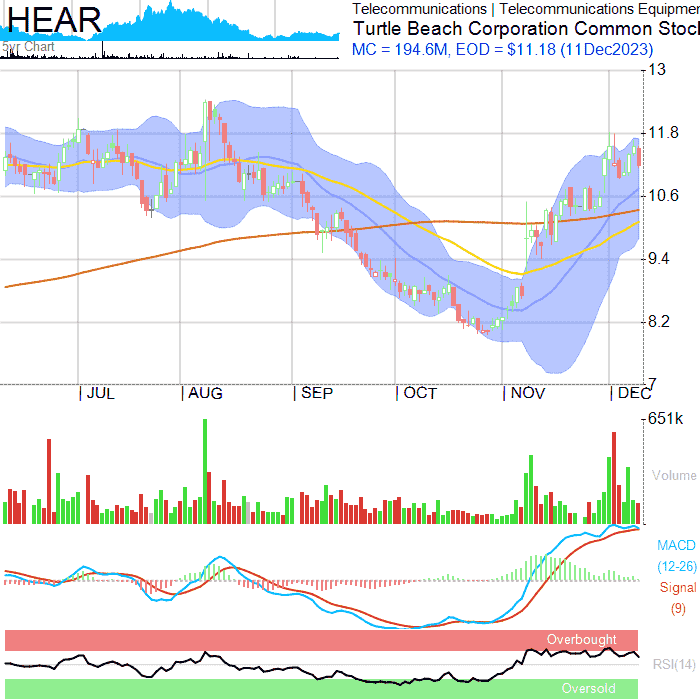 HEAR
5yr Chart
Telecommunications | Telecommunications Equipmen
Turtle Beach Corporation Common Stock
MC = 194.6M, EOD = $11.18 (11Dec2023)
13
11.8
10.6
9.4
8.2
7
JUL AUG SEP OCT NOV DEC
651k
Volume
MACD
(12-26)
Signal
(9)
Overbought
RSI(14)
Oversold